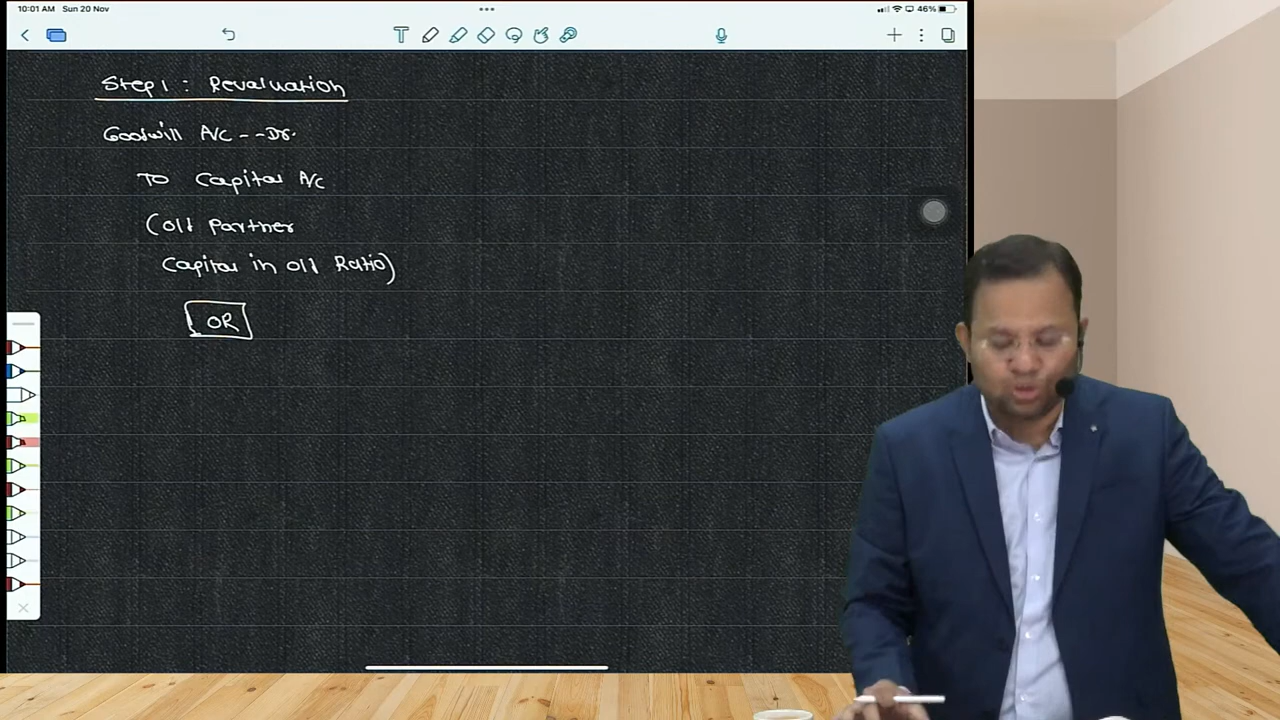 10:01 AM Sun 20 Nov
46%
Step 1 : Revaluation
Goodwill A/c -- Dr.
To Capital A/c
(Old Partner
Capital in Old Ratio)
OR